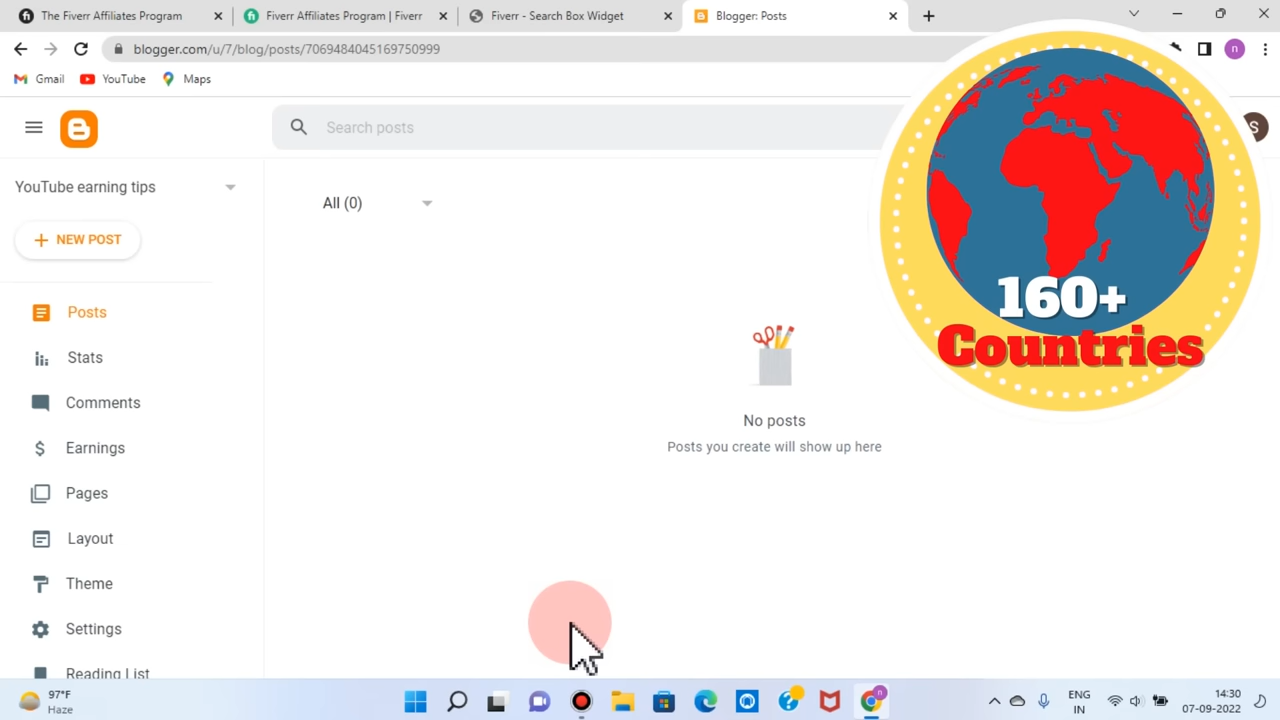 The Fiverr Affiliates Program
Fiverr Affiliates Program | Fiverr
Fiverr - Search Box Widget
Blogger: Posts
blogger.com/u/7/blog/posts/7069484045169750999
n
Gmail
YouTube
Maps
Search posts
S
YouTube earning tips
All (0)
NEW POST
Posts
Stats
Comments
Earnings
Pages
Layout
Theme
Settings
Reading List
No posts
Posts you create will show up here
160+
Countries
97°F
Haze
n
ENG
IN
14:30
07-09-2022